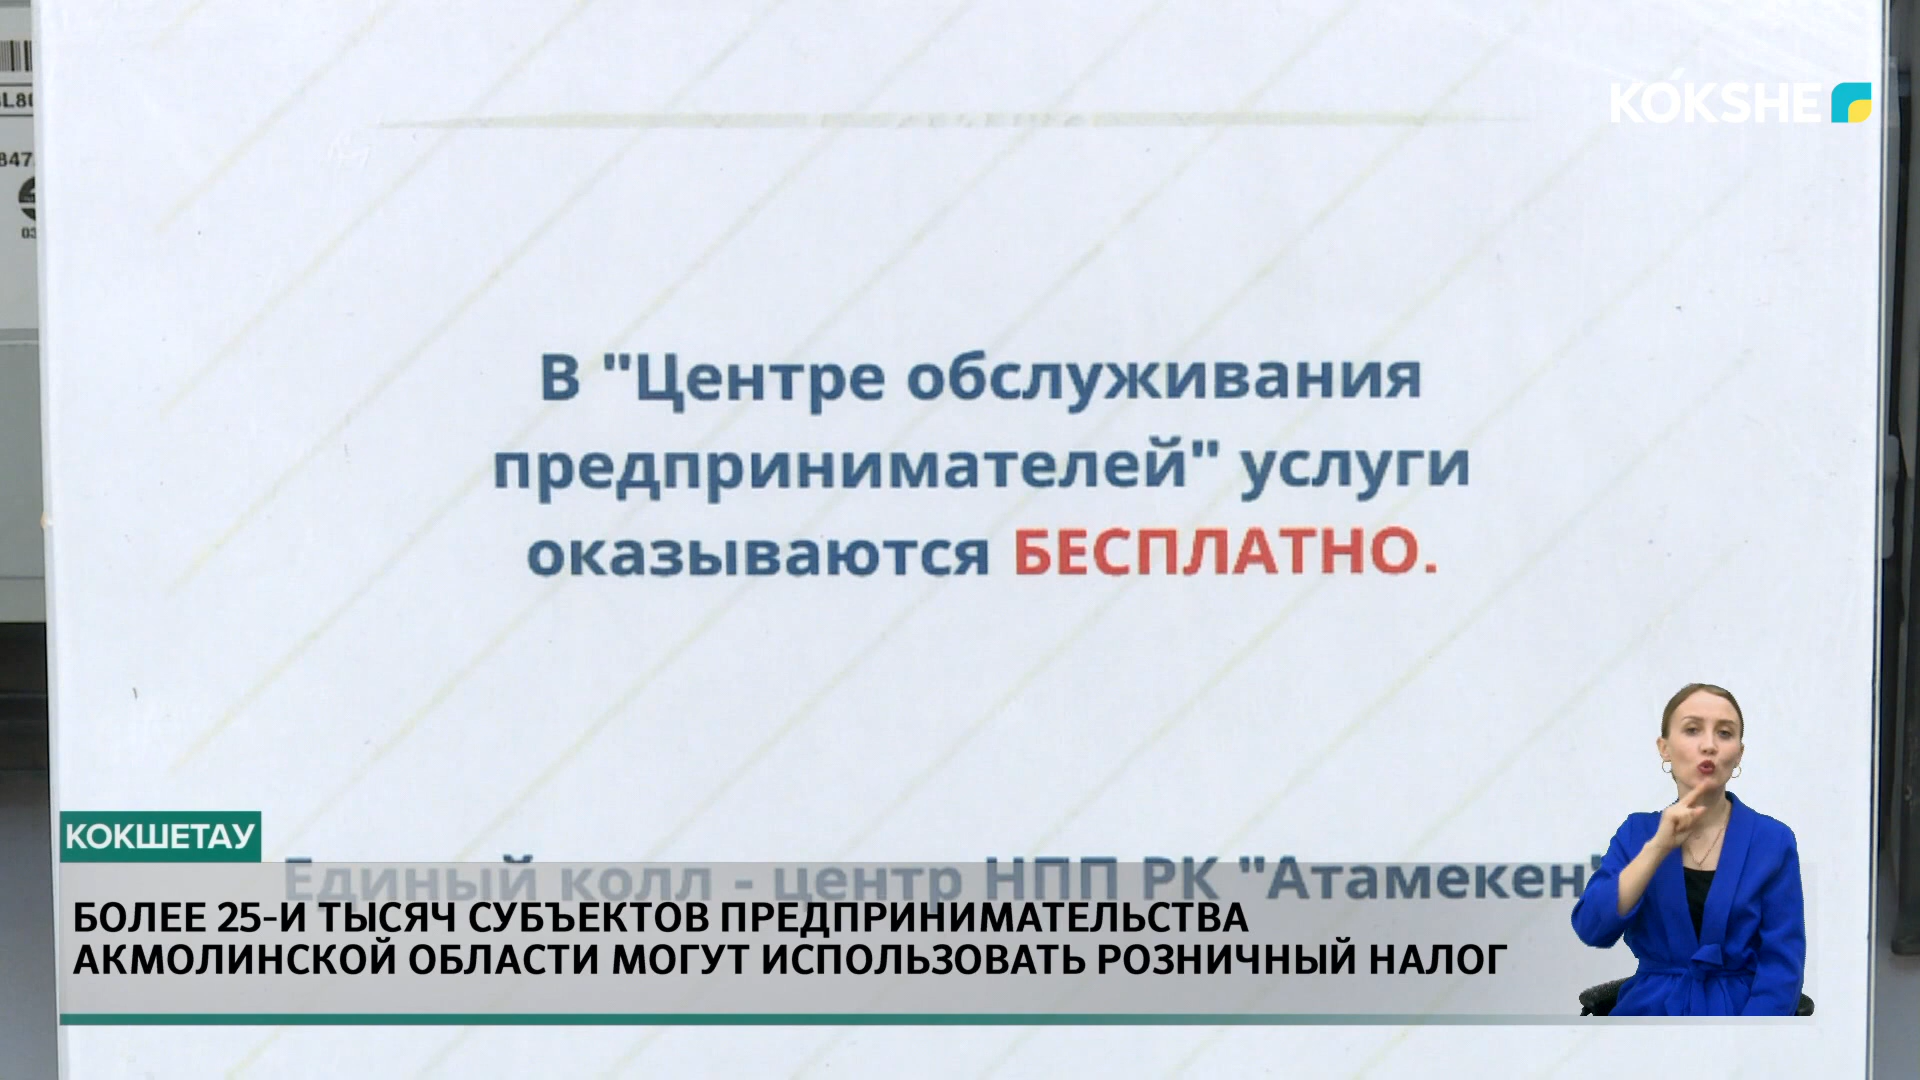 KÓKSHE
В "Центре обслуживания
предпринимателей" услуги
оказываются БЕСПЛАТНО.
КОКШЕТАУ
Единый колл - центр НПП РК "Атамекен"
БОЛЕЕ 25-И ТЫСЯЧ СУБЪЕКТОВ ПРЕДПРИНИМАТЕЛЬСТВА
АКМОЛИНСКОЙ ОБЛАСТИ МОГУТ ИСПОЛЬЗОВАТЬ РОЗНИЧНЫЙ НАЛОГ